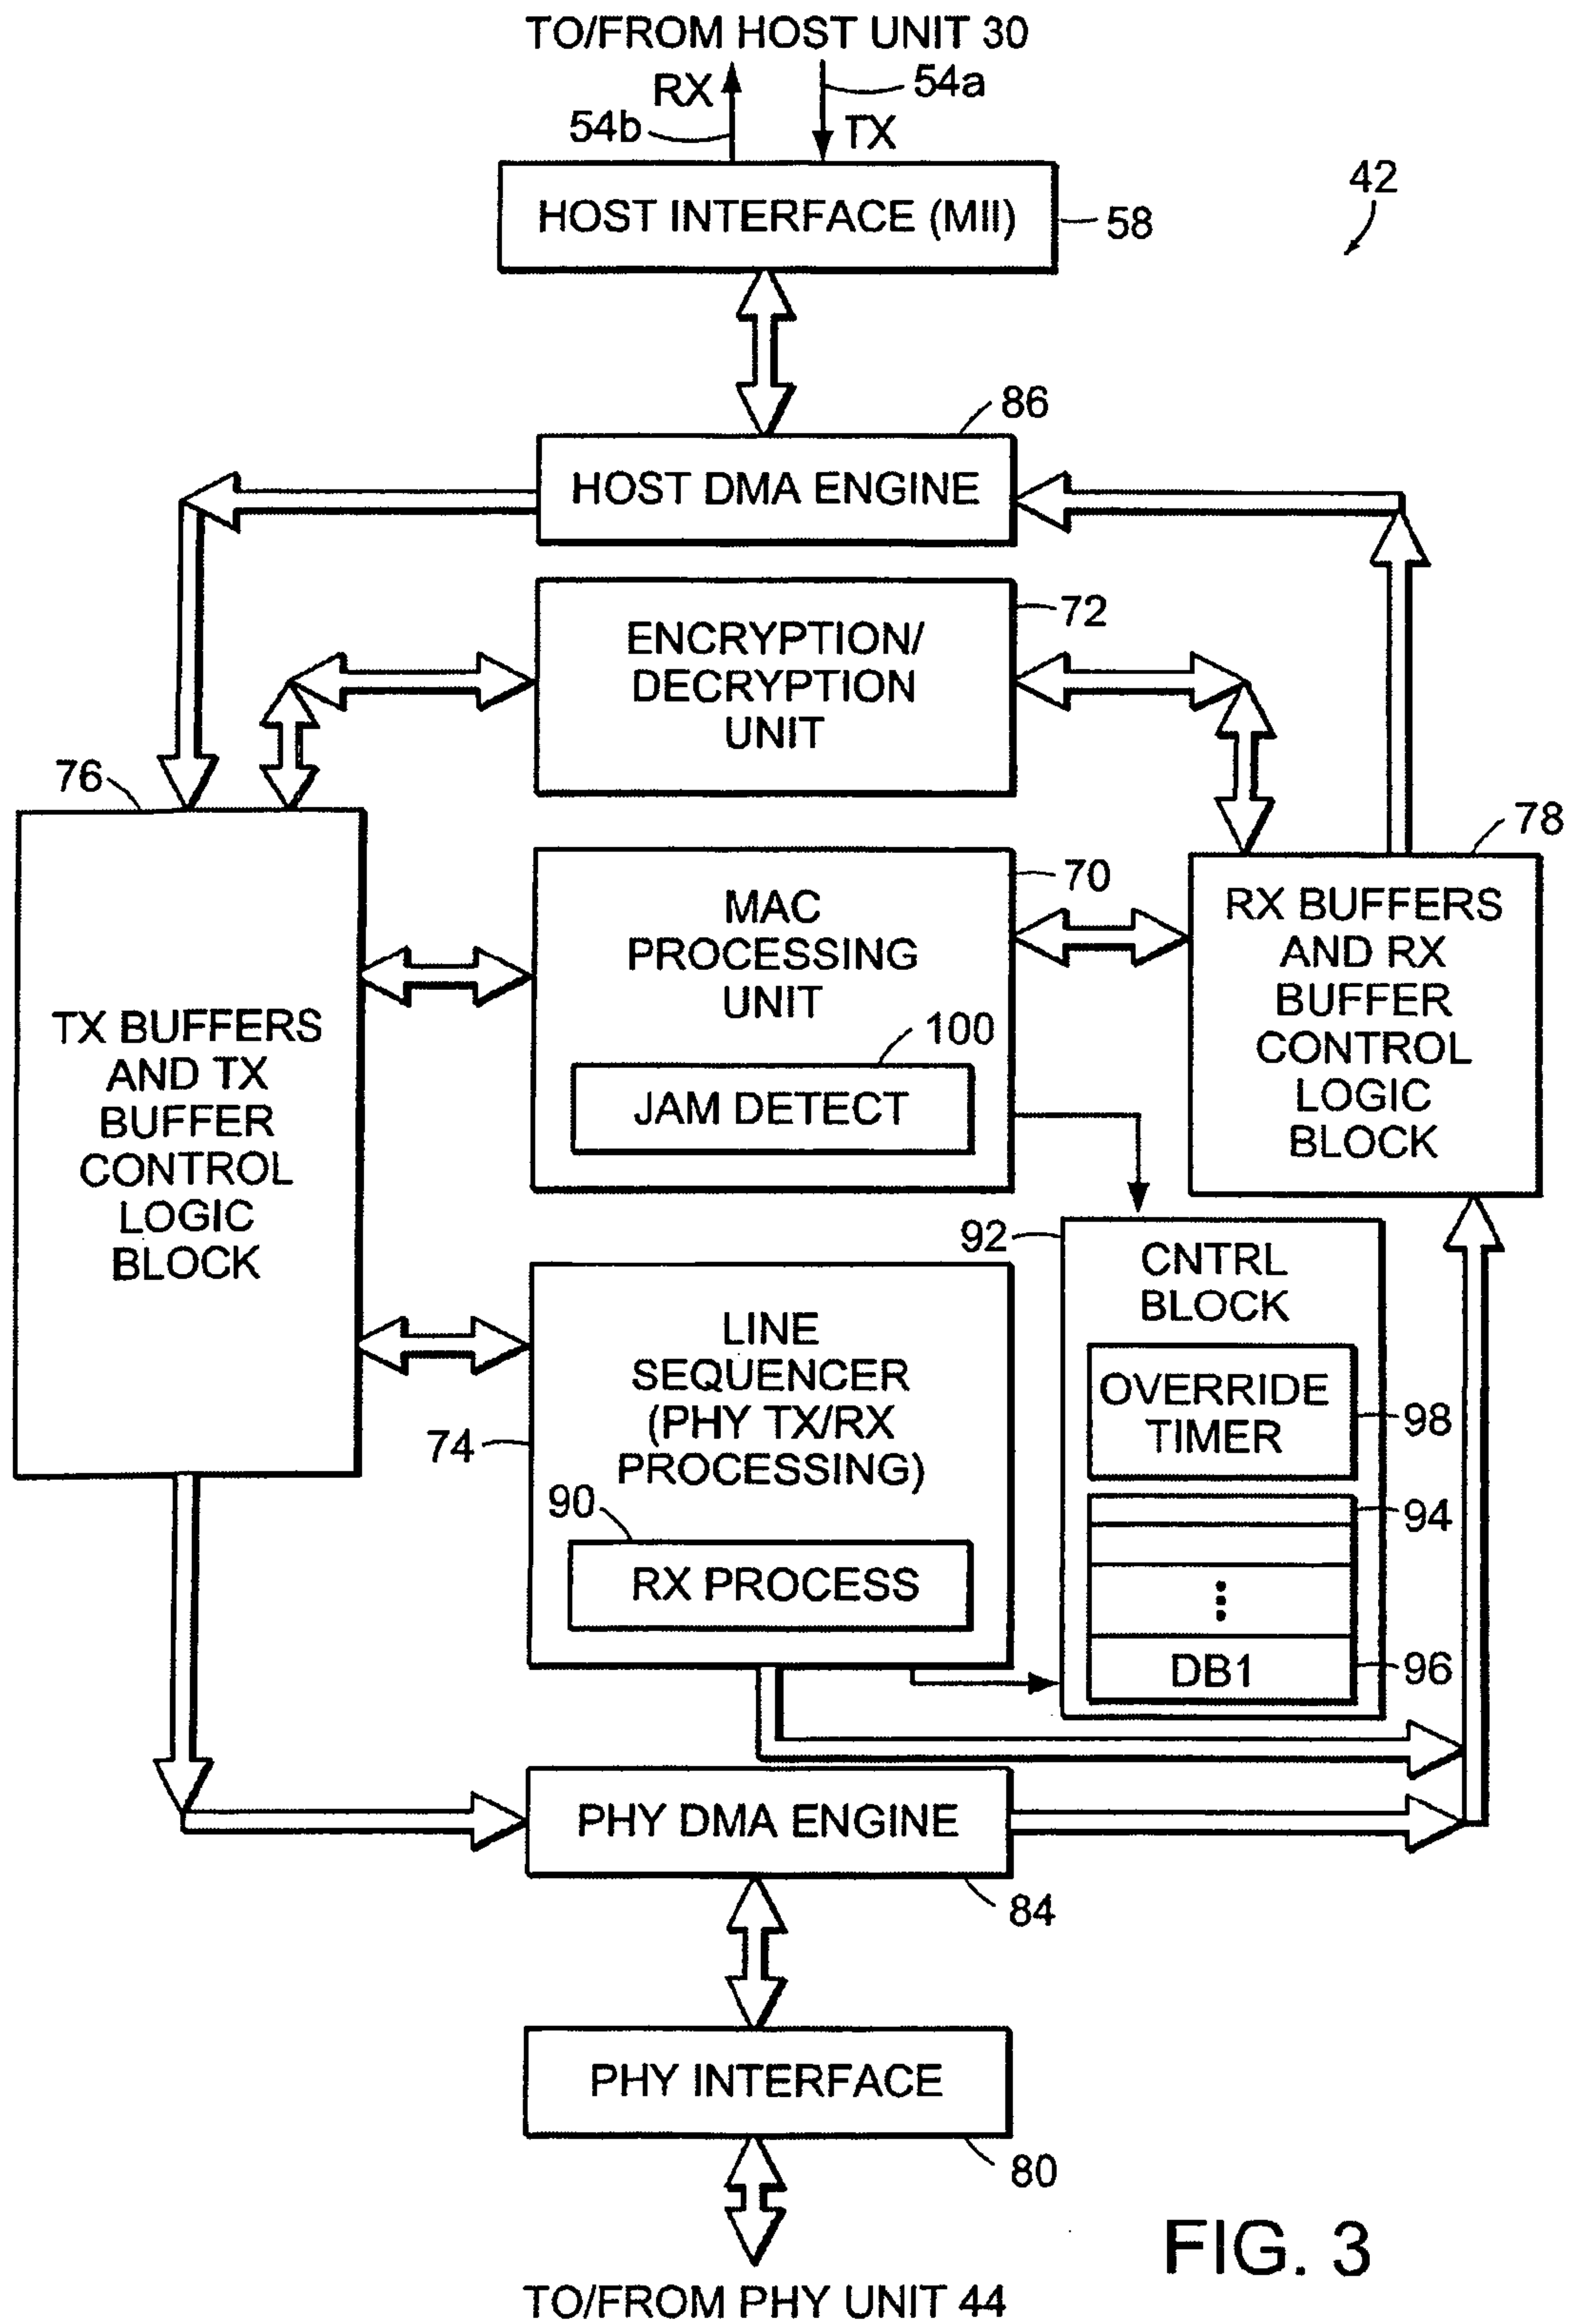 TO/FROM HOST UNIT 30
RX
54a
54b
TX
42
HOST INTERFACE (MII)
58
86
HOST DMA ENGINE
72
ENCRYPTION/
DECRYPTION
UNIT
76
78
70
MAC
PROCESSING
UNIT
100
JAM DETECT
RX BUFFERS
AND RX
BUFFER
CONTROL
LOGIC
BLOCK
TX BUFFERS
AND TX
BUFFER
CONTROL
LOGIC
BLOCK
92
CNTRL
BLOCK
OVERRIDE
TIMER
98
94
DB1
96
LINE
SEQUENCER
(PHY TX/RX
PROCESSING)
74
90
RX PROCESS
PHY DMA ENGINE
84
PHY INTERFACE
80
TO/FROM PHY UNIT 44
FIG. 3